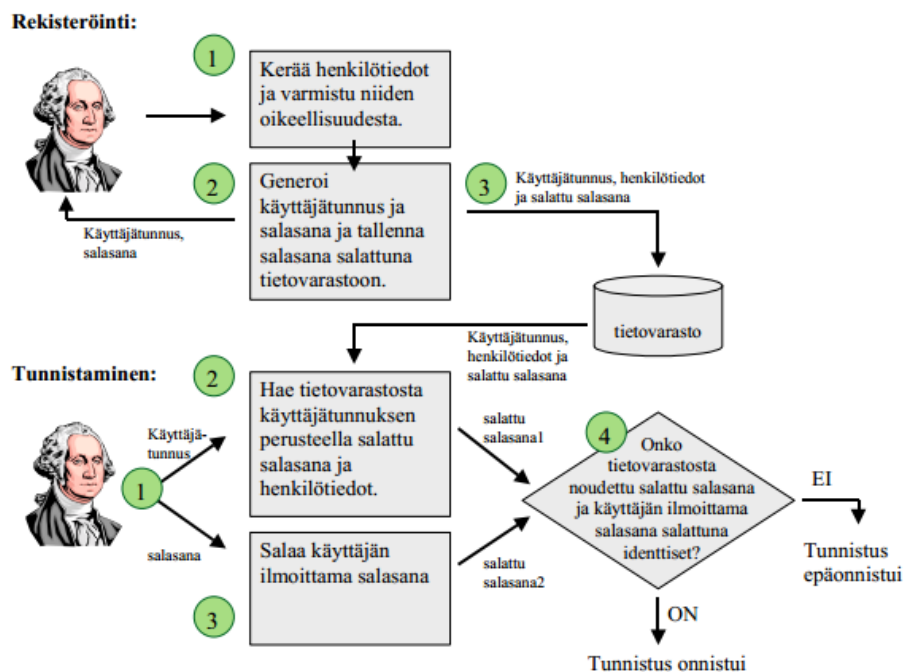 Rekisteröinti:
1
Kerää henkilötiedot
ja varmistu niiden
oikeellisuudesta.
2
Generoi
käyttäjätunnus ja
salasana ja tallenna
salasana salattuna
tietovarastoon.
Käyttäjätunnus,
salasana
3
Käyttäjätunnus, henkilötiedot
ja salattu salasana
tietovarasto
Käyttäjätunnus,
henkilötiedot ja
salattu salasana
Tunnistaminen:
1
Käyttäjä-
tunnus
salasana
2
Hae tietovarastosta
käyttäjätunnuksen
perusteella salattu
salasana ja
henkilötiedot.
3
Salaa käyttäjän
ilmoittama salasana
salattu
salasana1
salattu
salasana2
4
Onko
tietovarastosta
noudettu salattu salasana
ja käyttäjän ilmoittama
salasana salattuna
identtiset?
EI
Tunnistus
epäonnistui
ON
Tunnistus onnistui